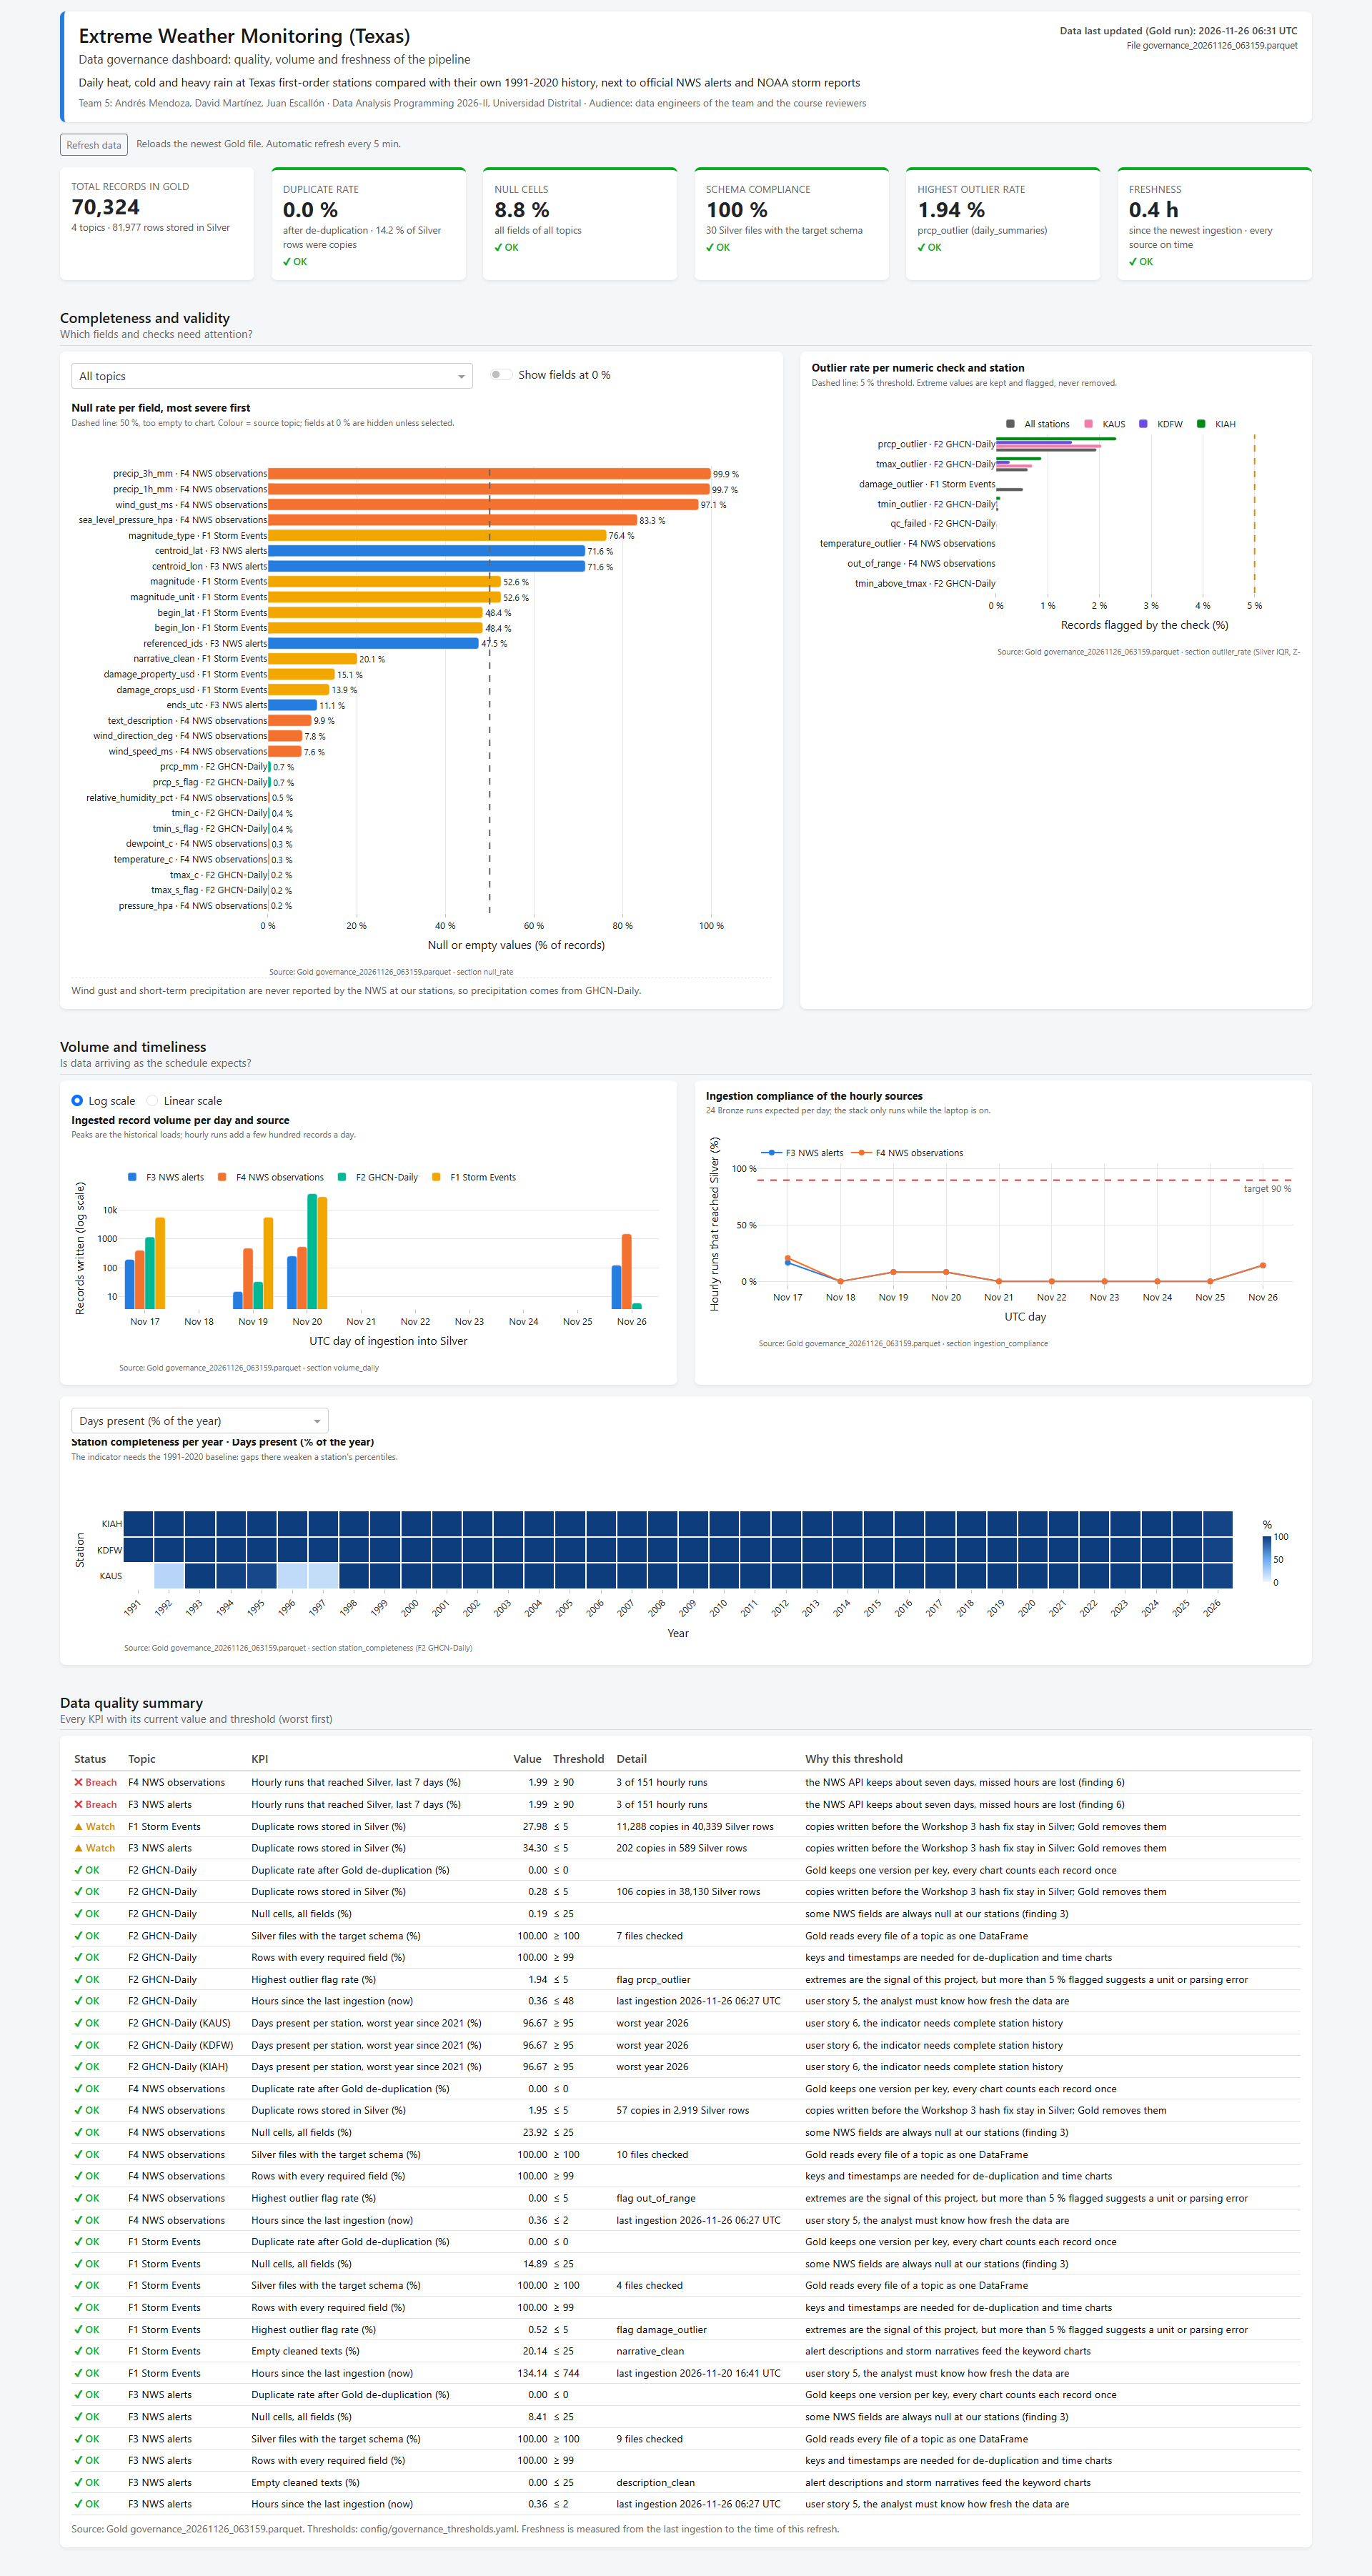 Extreme Weather Monitoring (Texas)
Data governance dashboard: quality, volume and freshness of the pipeline
Daily heat, cold and heavy rain at Texas first-order stations compared with their own 1991-2020 history, next to official NWS alerts and NOAA storm reports
Team 5: Andrés Mendoza, David Martínez, Juan Escallón · Data Analysis Programming 2026-II, Universidad Distrital · Audience: data engineers of the team and the course reviewers
Data last updated (Gold run): 2026-11-26 06:31 UTC
File governance_20261126_063159.parquet
Refresh data Reloads the newest Gold file. Automatic refresh every 5 min.
TOTAL RECORDS IN GOLD
70,324
4 topics · 81,977 rows stored in Silver
DUPLICATE RATE
0.0 %
after de-duplication · 14.2 % of Silver
rows were copies
✔ OK
NULL CELLS
8.8 %
all fields of all topics
✔ OK
SCHEMA COMPLIANCE
100 %
30 Silver files with the target schema
✔ OK
HIGHEST OUTLIER RATE
1.94 %
prcp_outlier (daily_summaries)
✔ OK
FRESHNESS
0.4 h
since the newest ingestion · every
source on time
✔ OK
Completeness and validity
Which fields and checks need attention?
All topics
Show fields at 0 %
Null rate per field, most severe first
Dashed line: 50 %, too empty to chart. Colour = source topic; fields at 0 % are hidden unless selected.
precip_3h_mm · F4 NWS observations 99.9 %
precip_1h_mm · F4 NWS observations 99.7 %
wind_gust_ms · F4 NWS observations 97.1 %
sea_level_pressure_hpa · F4 NWS observations 83.3 %
magnitude_type · F1 Storm Events 76.4 %
centroid_lat · F3 NWS alerts 71.6 %
centroid_lon · F3 NWS alerts 71.6 %
magnitude · F1 Storm Events 52.6 %
magnitude_unit · F1 Storm Events 52.6 %
begin_lat · F1 Storm Events 48.4 %
begin_lon · F1 Storm Events 48.4 %
referenced_ids · F3 NWS alerts 47.5 %
narrative_clean · F1 Storm Events 20.1 %
damage_property_usd · F1 Storm Events 15.1 %
damage_crops_usd · F1 Storm Events 13.9 %
ends_utc · F3 NWS alerts 11.1 %
text_description · F4 NWS observations 9.9 %
wind_direction_deg · F4 NWS observations 7.8 %
wind_speed_ms · F4 NWS observations 7.6 %
prcp_mm · F2 GHCN-Daily 0.7 %
prcp_s_flag · F2 GHCN-Daily 0.7 %
relative_humidity_pct · F4 NWS observations 0.5 %
tmin_c · F2 GHCN-Daily 0.4 %
tmin_s_flag · F2 GHCN-Daily 0.4 %
dewpoint_c · F4 NWS observations 0.3 %
temperature_c · F4 NWS observations 0.3 %
tmax_c · F2 GHCN-Daily 0.2 %
tmax_s_flag · F2 GHCN-Daily 0.2 %
pressure_hpa · F4 NWS observations 0.2 %
0 % 20 % 40 % 60 % 80 % 100 %
Null or empty values (% of records)
Source: Gold governance_20261126_063159.parquet · section null_rate
Wind gust and short-term precipitation are never reported by the NWS at our stations, so precipitation comes from GHCN-Daily.
Outlier rate per numeric check and station
Dashed line: 5 % threshold. Extreme values are kept and flagged, never removed.
All stations KAUS KDFW KIAH
prcp_outlier · F2 GHCN-Daily
tmax_outlier · F2 GHCN-Daily
damage_outlier · F1 Storm Events
tmin_outlier · F2 GHCN-Daily
qc_failed · F2 GHCN-Daily
temperature_outlier · F4 NWS observations
out_of_range · F4 NWS observations
tmin_above_tmax · F2 GHCN-Daily
0 % 1 % 2 % 3 % 4 % 5 %
Records flagged by the check (%)
Source: Gold governance_20261126_063159.parquet · section outlier_rate (Silver IQR, Z-
Volume and timeliness
Is data arriving as the schedule expects?
Log scale Linear scale
Ingested record volume per day and source
Peaks are the historical loads; hourly runs add a few hundred records a day.
F3 NWS alerts F4 NWS observations F2 GHCN-Daily F1 Storm Events
Records written (log scale)
10k
1000
100
10
Nov 17 Nov 18 Nov 19 Nov 20 Nov 21 Nov 22 Nov 23 Nov 24 Nov 25 Nov 26
UTC day of ingestion into Silver
Source: Gold governance_20261126_063159.parquet · section volume_daily
Ingestion compliance of the hourly sources
24 Bronze runs expected per day; the stack only runs while the laptop is on.
F3 NWS alerts F4 NWS observations
Hourly runs that reached Silver (%)
100 %
target 90 %
50 %
0 %
Nov 17 Nov 18 Nov 19 Nov 20 Nov 21 Nov 22 Nov 23 Nov 24 Nov 25 Nov 26
UTC day
Source: Gold governance_20261126_063159.parquet · section ingestion_compliance
Days present (% of the year)
Station completeness per year · Days present (% of the year)
The indicator needs the 1991-2020 baseline: gaps there weaken a station's percentiles.
Station
KIAH
KDFW
KAUS
%
100
50
0
1991 1992 1993 1994 1995 1996 1997 1998 1999 2000 2001 2002 2003 2004 2005 2006 2007 2008 2009 2010 2011 2012 2013 2014 2015 2016 2017 2018 2019 2020 2021 2022 2023 2024 2025 2026
Year
Source: Gold governance_20261126_063159.parquet · section station_completeness (F2 GHCN-Daily)
Data quality summary
Every KPI with its current value and threshold (worst first)
Status Topic KPI Value Threshold Detail Why this threshold
✖ Breach F4 NWS observations Hourly runs that reached Silver, last 7 days (%) 1.99 ≥ 90 3 of 151 hourly runs the NWS API keeps about seven days, missed hours are lost (finding 6)
✖ Breach F3 NWS alerts Hourly runs that reached Silver, last 7 days (%) 1.99 ≥ 90 3 of 151 hourly runs the NWS API keeps about seven days, missed hours are lost (finding 6)
▲ Watch F1 Storm Events Duplicate rows stored in Silver (%) 27.98 ≤ 5 11,288 copies in 40,339 Silver rows copies written before the Workshop 3 hash fix stay in Silver; Gold removes them
▲ Watch F3 NWS alerts Duplicate rows stored in Silver (%) 34.30 ≤ 5 202 copies in 589 Silver rows copies written before the Workshop 3 hash fix stay in Silver; Gold removes them
✔ OK F2 GHCN-Daily Duplicate rate after Gold de-duplication (%) 0.00 ≤ 0 Gold keeps one version per key, every chart counts each record once
✔ OK F2 GHCN-Daily Duplicate rows stored in Silver (%) 0.28 ≤ 5 106 copies in 38,130 Silver rows copies written before the Workshop 3 hash fix stay in Silver; Gold removes them
✔ OK F2 GHCN-Daily Null cells, all fields (%) 0.19 ≤ 25 some NWS fields are always null at our stations (finding 3)
✔ OK F2 GHCN-Daily Silver files with the target schema (%) 100.00 ≥ 100 7 files checked Gold reads every file of a topic as one DataFrame
✔ OK F2 GHCN-Daily Rows with every required field (%) 100.00 ≥ 99 keys and timestamps are needed for de-duplication and time charts
✔ OK F2 GHCN-Daily Highest outlier flag rate (%) 1.94 ≤ 5 flag prcp_outlier extremes are the signal of this project, but more than 5 % flagged suggests a unit or parsing error
✔ OK F2 GHCN-Daily Hours since the last ingestion (now) 0.36 ≤ 48 last ingestion 2026-11-26 06:27 UTC user story 5, the analyst must know how fresh the data are
✔ OK F2 GHCN-Daily (KAUS) Days present per station, worst year since 2021 (%) 96.67 ≥ 95 worst year 2026 user story 6, the indicator needs complete station history
✔ OK F2 GHCN-Daily (KDFW) Days present per station, worst year since 2021 (%) 96.67 ≥ 95 worst year 2026 user story 6, the indicator needs complete station history
✔ OK F2 GHCN-Daily (KIAH) Days present per station, worst year since 2021 (%) 96.67 ≥ 95 worst year 2026 user story 6, the indicator needs complete station history
✔ OK F4 NWS observations Duplicate rate after Gold de-duplication (%) 0.00 ≤ 0 Gold keeps one version per key, every chart counts each record once
✔ OK F4 NWS observations Duplicate rows stored in Silver (%) 1.95 ≤ 5 57 copies in 2,919 Silver rows copies written before the Workshop 3 hash fix stay in Silver; Gold removes them
✔ OK F4 NWS observations Null cells, all fields (%) 23.92 ≤ 25 some NWS fields are always null at our stations (finding 3)
✔ OK F4 NWS observations Silver files with the target schema (%) 100.00 ≥ 100 10 files checked Gold reads every file of a topic as one DataFrame
✔ OK F4 NWS observations Rows with every required field (%) 100.00 ≥ 99 keys and timestamps are needed for de-duplication and time charts
✔ OK F4 NWS observations Highest outlier flag rate (%) 0.00 ≤ 5 flag out_of_range extremes are the signal of this project, but more than 5 % flagged suggests a unit or parsing error
✔ OK F4 NWS observations Hours since the last ingestion (now) 0.36 ≤ 2 last ingestion 2026-11-26 06:27 UTC user story 5, the analyst must know how fresh the data are
✔ OK F1 Storm Events Duplicate rate after Gold de-duplication (%) 0.00 ≤ 0 Gold keeps one version per key, every chart counts each record once
✔ OK F1 Storm Events Null cells, all fields (%) 14.89 ≤ 25 some NWS fields are always null at our stations (finding 3)
✔ OK F1 Storm Events Silver files with the target schema (%) 100.00 ≥ 100 4 files checked Gold reads every file of a topic as one DataFrame
✔ OK F1 Storm Events Rows with every required field (%) 100.00 ≥ 99 keys and timestamps are needed for de-duplication and time charts
✔ OK F1 Storm Events Highest outlier flag rate (%) 0.52 ≤ 5 flag damage_outlier extremes are the signal of this project, but more than 5 % flagged suggests a unit or parsing error
✔ OK F1 Storm Events Empty cleaned texts (%) 20.14 ≤ 25 narrative_clean alert descriptions and storm narratives feed the keyword charts
✔ OK F1 Storm Events Hours since the last ingestion (now) 134.14 ≤ 744 last ingestion 2026-11-20 16:41 UTC user story 5, the analyst must know how fresh the data are
✔ OK F3 NWS alerts Duplicate rate after Gold de-duplication (%) 0.00 ≤ 0 Gold keeps one version per key, every chart counts each record once
✔ OK F3 NWS alerts Null cells, all fields (%) 8.41 ≤ 25 some NWS fields are always null at our stations (finding 3)
✔ OK F3 NWS alerts Silver files with the target schema (%) 100.00 ≥ 100 9 files checked Gold reads every file of a topic as one DataFrame
✔ OK F3 NWS alerts Rows with every required field (%) 100.00 ≥ 99 keys and timestamps are needed for de-duplication and time charts
✔ OK F3 NWS alerts Empty cleaned texts (%) 0.00 ≤ 25 description_clean alert descriptions and storm narratives feed the keyword charts
✔ OK F3 NWS alerts Hours since the last ingestion (now) 0.36 ≤ 2 last ingestion 2026-11-26 06:27 UTC user story 5, the analyst must know how fresh the data are
Source: Gold governance_20261126_063159.parquet. Thresholds: config/governance_thresholds.yaml. Freshness is measured from the last ingestion to the time of this refresh.